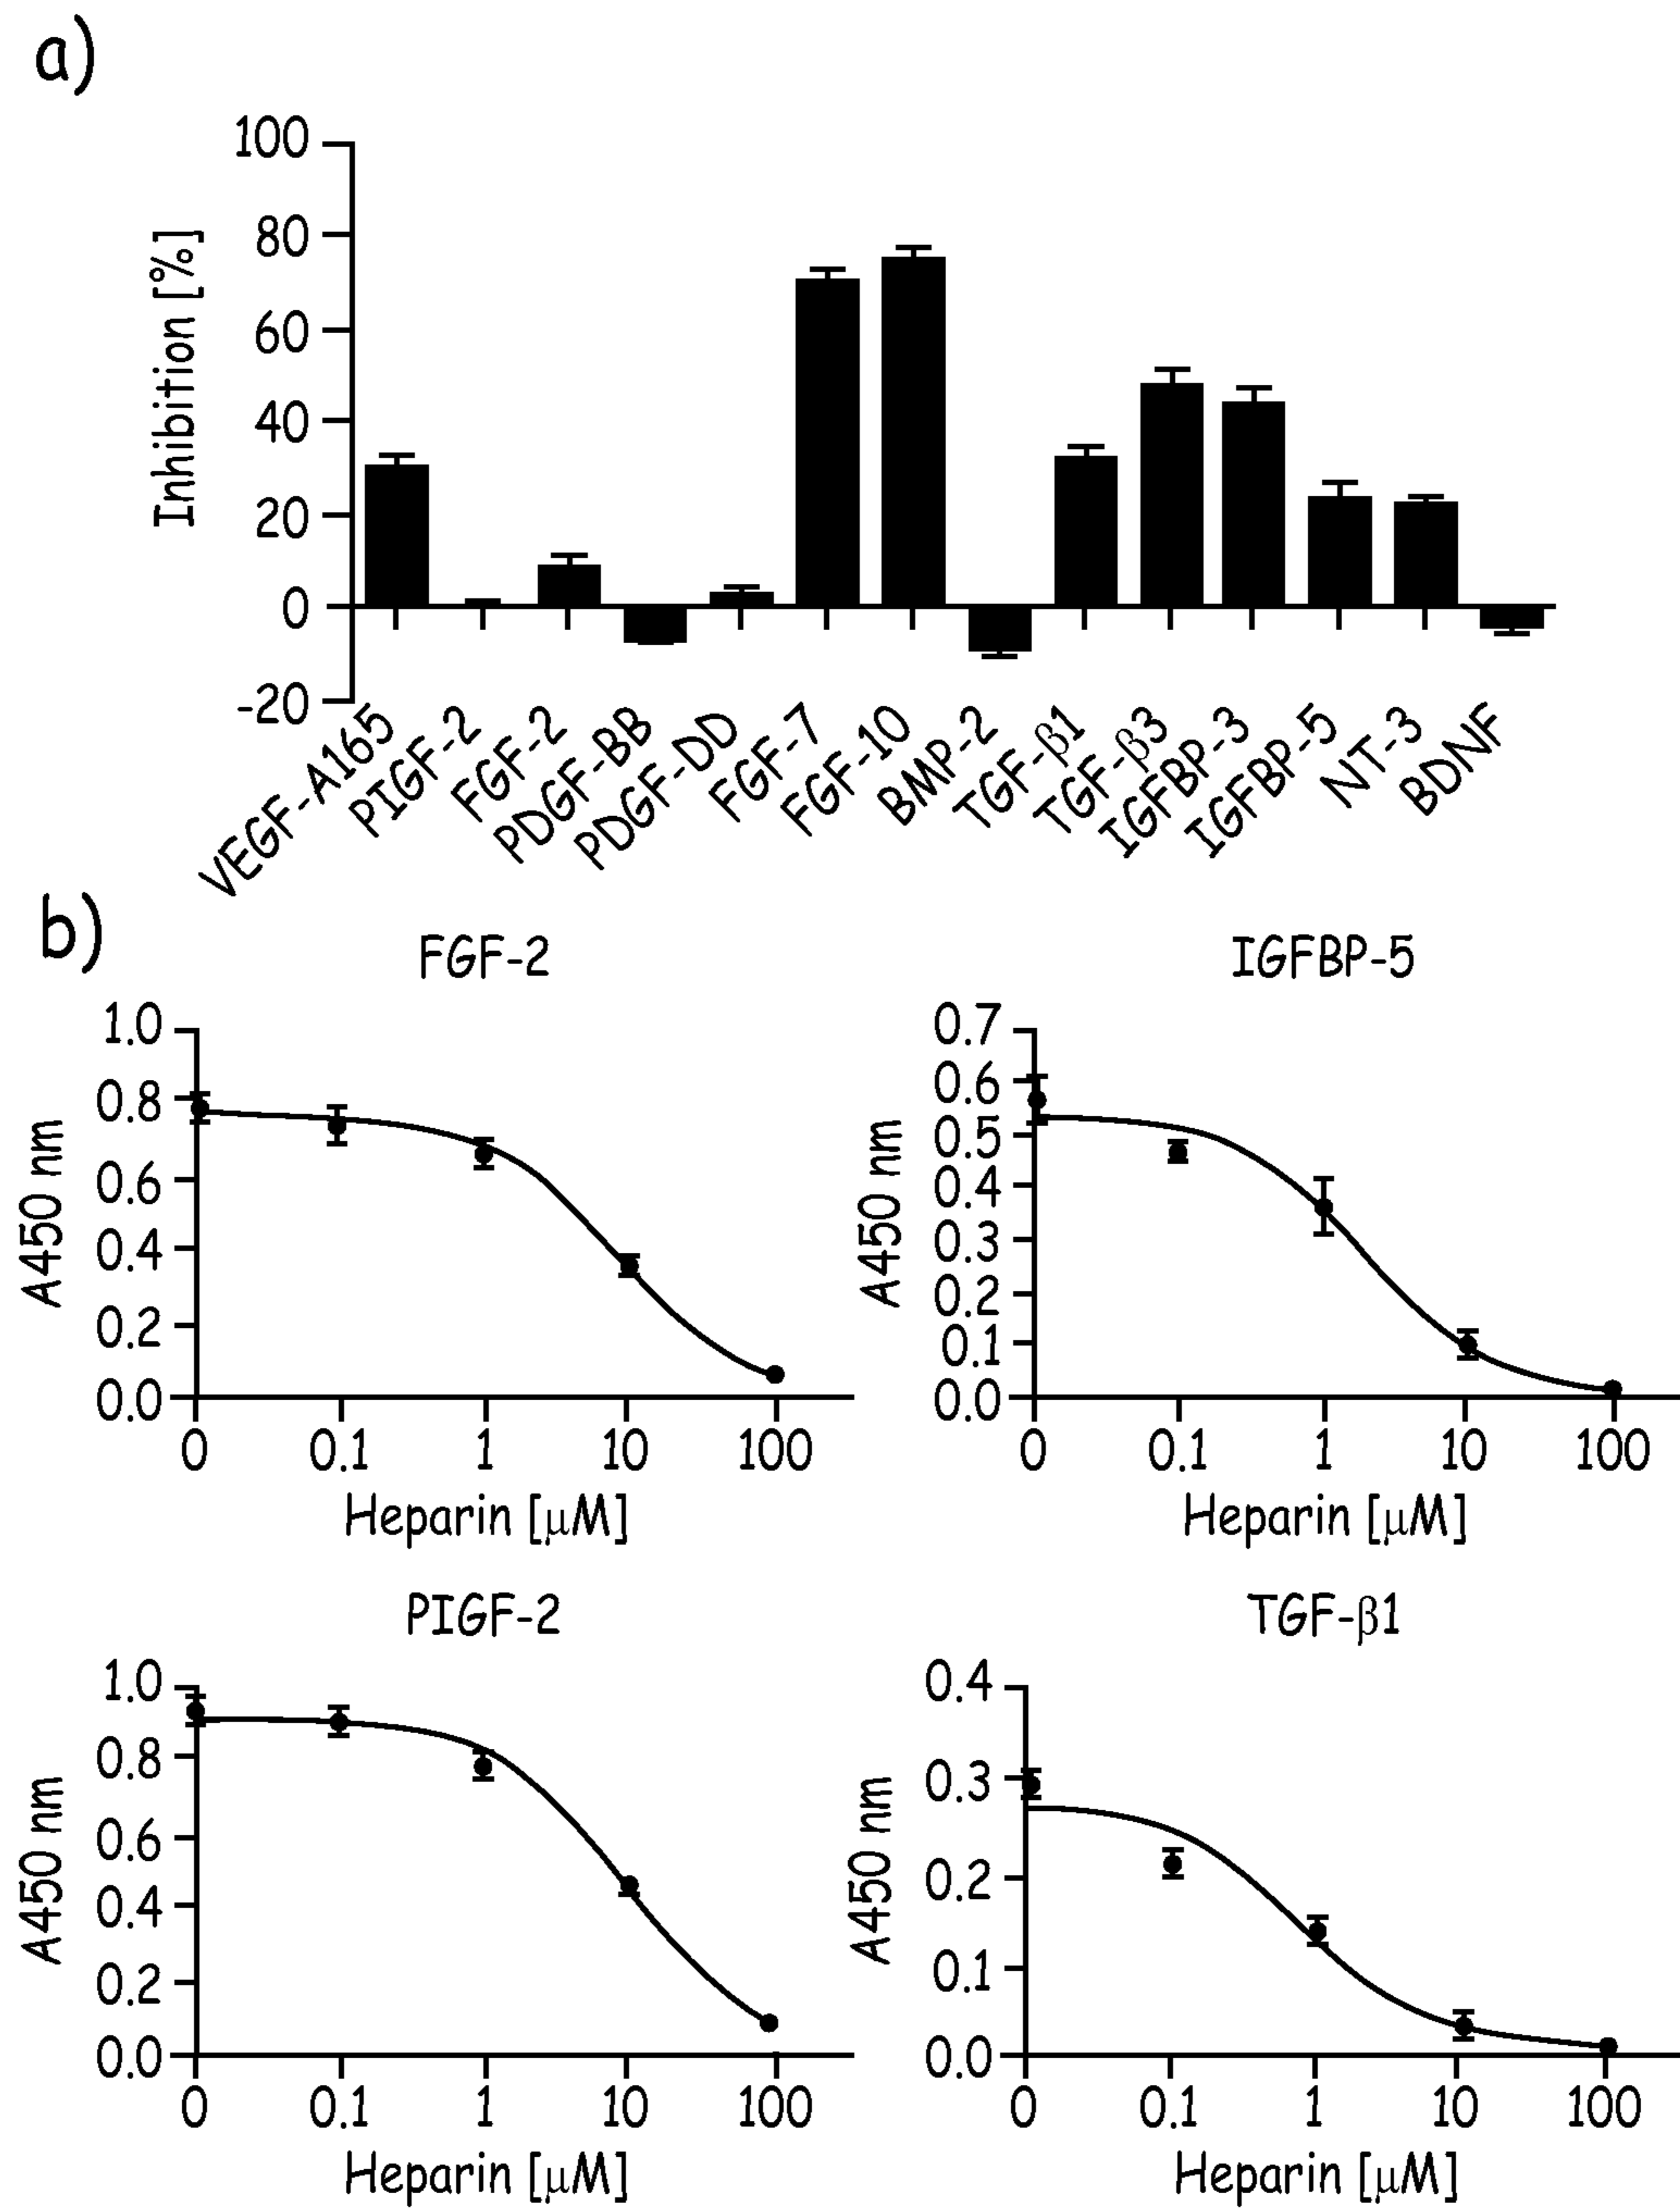 a)
Inhibition [%]
100
80
60
40
20
0
-20
VEGF-A165
PIGF-2
FGF-2
PDGF-BB
PDGF-DD
FGF-7
FGF-10
BMP-2
TGF-β1
TGF-β3
IGFBP-3
IGFBP-5
NT-3
BDNF
b)
FGF-2
A450 nm
1.0
0.8
0.6
0.4
0.2
0.0
0 0.1 1 10 100
Heparin [μM]
IGFBP-5
A450 nm
0.7
0.6
0.5
0.4
0.3
0.2
0.1
0.0
0 0.1 1 10 100
Heparin [μM]
PIGF-2
A450 nm
1.0
0.8
0.6
0.4
0.2
0.0
0 0.1 1 10 100
Heparin [μM]
TGF-β1
A450 nm
0.4
0.3
0.2
0.1
0.0
0 0.1 1 10 100
Heparin [μM]